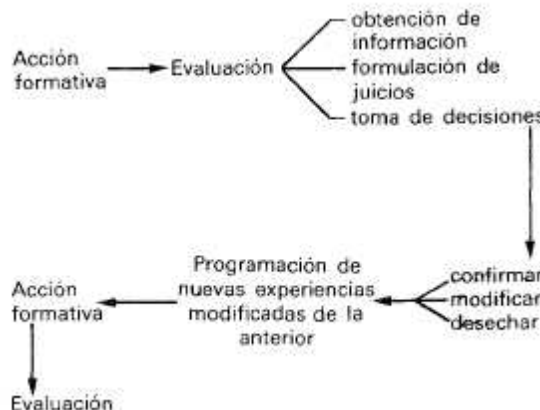 obtención de
información
Acción
formativa
Evaluación
formulación de
juicios
toma de decisiones
confirmar
modificar
desechar
Programación de
nuevas experiencias
modificadas de la
anterior
Acción
formativa
Evaluación